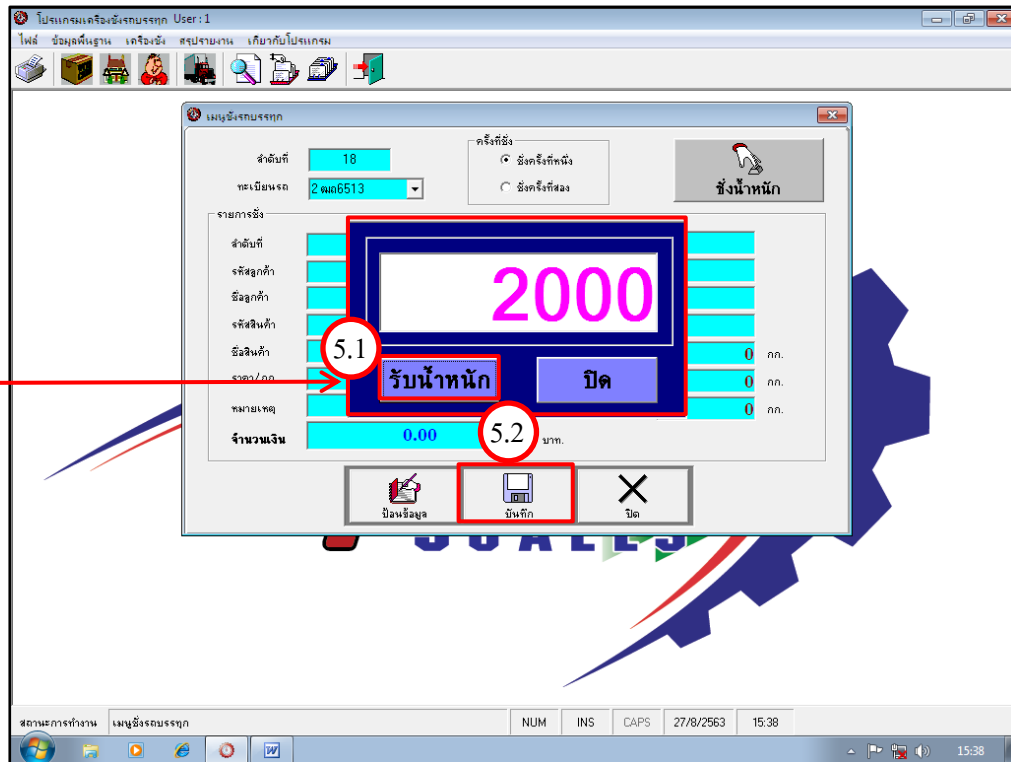 โปรแกรมเครื่องชั่งรถบรรทุก User : 1
ไฟล์ ข้อมูลพื้นฐาน เครื่องชั่ง สรุปรายงาน เกี่ยวกับโปรแกรม
เมนูชั่งรถบรรทุก
ครั้งที่ชั่ง
ลำดับที่ 18
ชั่งครั้งที่หนึ่ง
ทะเบียนรถ 2 ฒถ6513
ชั่งครั้งที่สอง
ชั่งน้ำหนัก
รายการชั่ง
ลำดับที่
รหัสลูกค้า
ชื่อลูกค้า
รหัสสินค้า
2000
ชื่อสินค้า
5.1
0 กก.
ราคา/กก
รับน้ำหนัก ปิด
0 กก.
หมายเหตุ
0 กก.
จำนวนเงิน 0.00 บาท.
5.2
ป้อนข้อมูล บันทึก ปิด
SCALES
สถานะการทำงาน เมนูชั่งรถบรรทุก NUM INS CAPS 27/8/2563 15:38
15:38